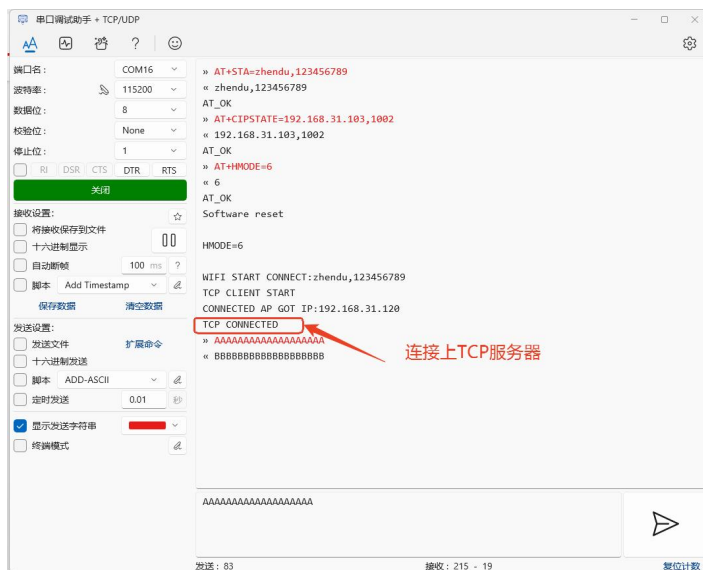 串口调试助手 + TCP/UDP
端口名: COM16
波特率: 115200
数据位: 8
校验位: None
停止位: 1
RI DSR CTS DTR RTS
关闭
接收设置:
将接收保存到文件
十六进制显示
自动断帧 100 ms ?
脚本 Add Timestamp
保存数据 清空数据
发送设置:
发送文件 扩展命令
十六进制发送
脚本 ADD-ASCII
定时发送 0.01 秒
显示发送字符串
终端模式
» AT+STA=zhendu,123456789
« zhendu,123456789
AT_OK
» AT+CIPSTATE=192.168.31.103,1002
« 192.168.31.103,1002
AT_OK
» AT+HMODE=6
« 6
AT_OK
Software reset
HMODE=6
WIFI START CONNECT:zhendu,123456789
TCP CLIENT START
CONNECTED AP GOT IP:192.168.31.120
TCP CONNECTED
» AAAAAAAAAAAAAAAAAAA
« BBBBBBBBBBBBBBBBBBB
连接上TCP服务器
AAAAAAAAAAAAAAAAAAA
发送: 83 接收: 215 - 19 复位计数